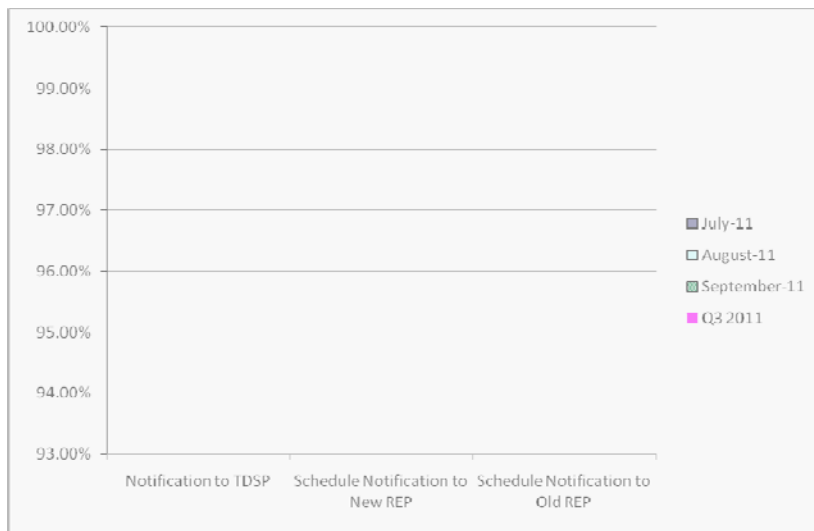 100.00%
99.00%
98.00%
97.00%
96.00%
95.00%
94.00%
93.00%
Notification to TDSP
Schedule Notification to
New REP
Schedule Notification to
Old REP
July-11
August-11
September-11
Q3 2011